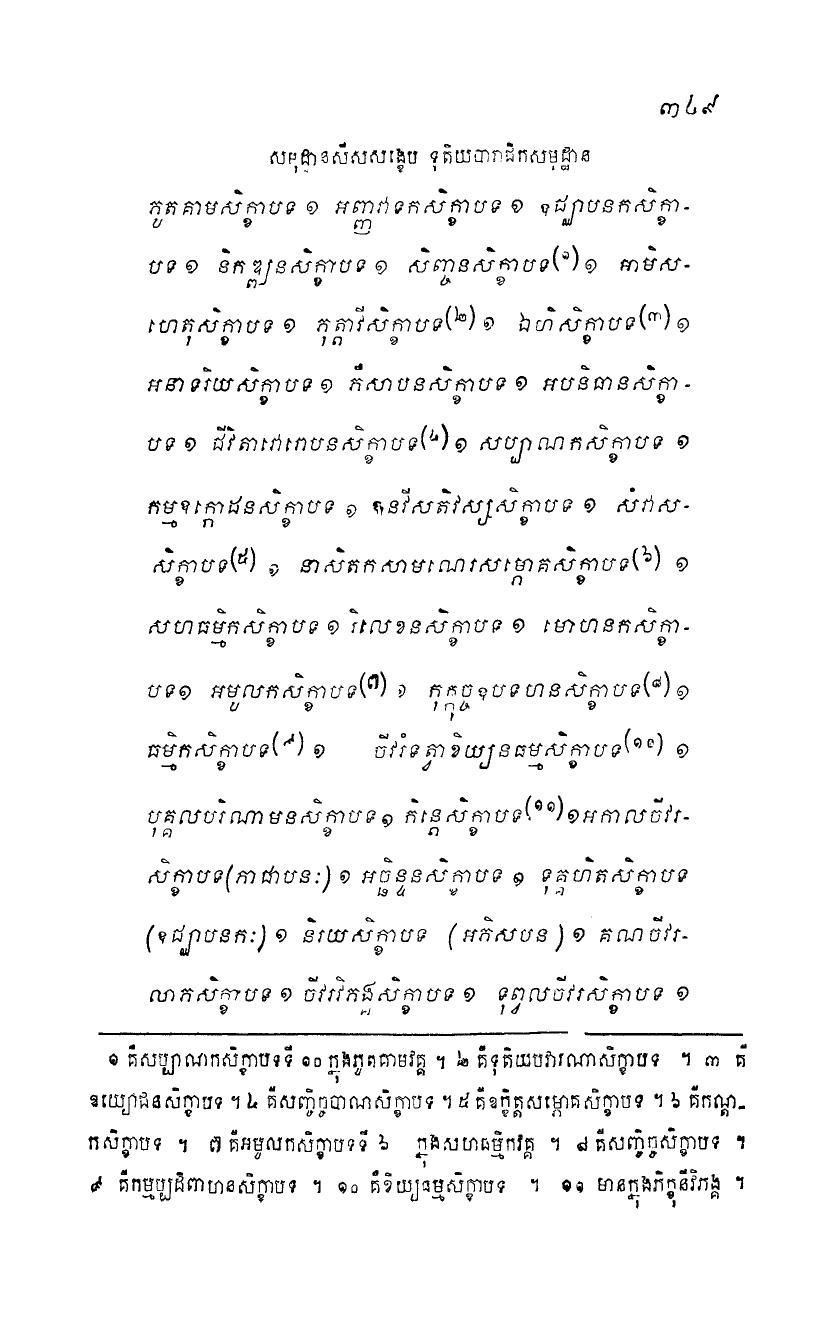 ៣៤៩
សមុដ្ឋានសីសសង្ខេប ទុតិយបារាជិកសមុដ្ឋាន
ភូតគាមសិក្ខាបទ ១ អញ្ញវាទកសិក្ខាបទ ១ ឧជ្ឈាបនកសិក្ខា-
បទ ១ និកឌ្ឍនសិក្ខាបទ ១ សិញ្ចនសិក្ខាបទ(១) ១ អាមិស-
ហេតុសិក្ខាបទ ១ ភុត្តាវីសិក្ខាបទ(២) ១ ឯហិសិក្ខាបទ(៣) ១
អនាទរិយសិក្ខាបទ ១ ភឹសាបនសិក្ខាបទ ១ អបនិធានសិក្ខា-
បទ ១ ជីវិតាវោរោបនសិក្ខាបទ(៤) ១ សប្បាណកសិក្ខាបទ ១
កម្មឧក្កោដនសិក្ខាបទ ១ ឩនវីសតិវស្សសិក្ខាបទ ១ សំវាស-
សិក្ខាបទ(៥) ១ នាសិតកសាមណេរសម្ភោគសិក្ខាបទ(៦) ១
សហធម្មិកសិក្ខាបទ ១ វិលេខនសិក្ខាបទ ១ មោហនកសិក្ខា-
បទ១ អមូលកសិក្ខាបទ(៧) ១ កុក្កុច្ចឧបទហនសិក្ខាបទ(៨) ១
ធម្មិកសិក្ខាបទ(៩) ១ ចីវរំទត្វាខិយ្យនធម្មសិក្ខាបទ(១០) ១
បុគ្គលបរិណាមនសិក្ខាបទ១ កិន្តេសិក្ខាបទ(១១)១អកាលចីវរ-
សិក្ខាបទ(ភាជាបនៈ) ១ អច្ឆិន្ទនសិក្ខាបទ ១ ទុគ្គហិតសិក្ខាបទ
(ឧជ្ឈាបនកៈ) ១ និរយសិក្ខាបទ (អភិសបន) ១ គណចីវរ-
លាភសិក្ខាបទ ១ ចីវរវិភង្គសិក្ខាបទ ១ ទុព្វលចីវរសិក្ខាបទ ១
១ គឺសប្បាណកសិក្ខាបទទី ១០ ក្នុងភូតគាមវគ្គ ។ ២ គឺទុតិយបវារណាសិក្ខាបទ ។ ៣ គឺ
ឧយ្យោជនសិក្ខាបទ ។ ៤ គឺសញ្ចិច្ចបាណសិក្ខាបទ ។ ៥ គឺឧក្ខិត្តសម្ភោគសិក្ខាបទ ។ ៦ គឺកណ្ដ-
កសិក្ខាបទ ។ ៧ គឺអមូលកសិក្ខាបទទី ៦ ក្នុងសហធម្មិកវគ្គ ។ ៨ គឺសញ្ចិច្ចសិក្ខាបទ ។
៩ គឺកម្មប្បដិពាហនសិក្ខាបទ ។ ១០ គឺខិយ្យធម្មសិក្ខាបទ ។ ១១ មានក្នុងភិក្ខុនីវិភង្គ ។